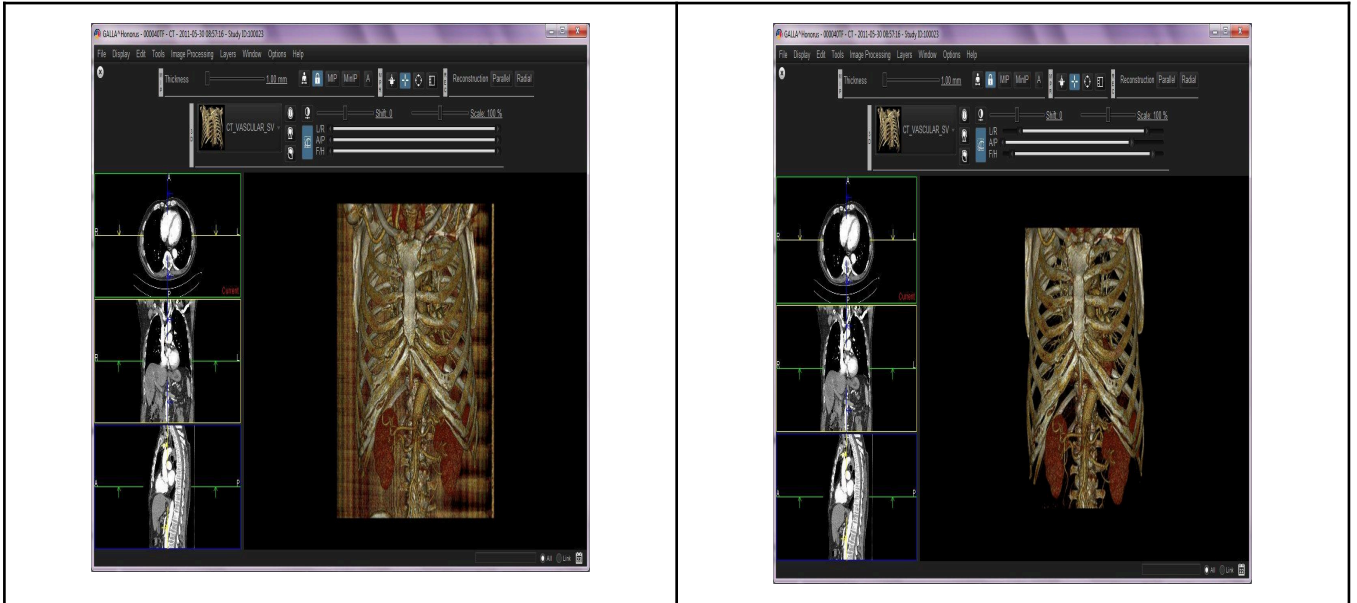 GALLA^Honorus - 000040TF - CT - 2011-05-30 08:57:16 - Study ID:100023
File Display Edit Tools Image Processing Layers Window Options Help
Thickness 1.00 mm MIP MinIP A Reconstruction Parallel Radial
CT_VASCULAR_SV Shift: 0 Scale: 100 %
L/R
A/P
F/H
A
R L
P
Current
R L
A P
All Link
GALLA^Honorus - 000040TF - CT - 2011-05-30 08:57:16 - Study ID:100023
File Display Edit Tools Image Processing Layers Window Options Help
Thickness 1.00 mm MIP MinIP A Reconstruction Parallel Radial
CT_VASCULAR_SV Shift: 0 Scale: 100 %
L/R
A/P
F/H
A
R L
P
Current
R L
A P
All Link